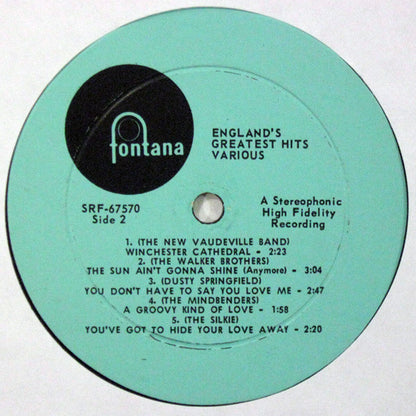 fontana
ENGLAND'S
GREATEST HITS
VARIOUS
SRF-67570
Side 2
A Stereophonic
High Fidelity
Recording
1. (THE NEW VAUDEVILLE BAND)
WINCHESTER CATHEDRAL - 2:23
2. (THE WALKER BROTHERS)
THE SUN AIN'T GONNA SHINE (Anymore) - 3:04
3. (DUSTY SPRINGFIELD)
YOU DON'T HAVE TO SAY YOU LOVE ME - 2:47
4. (THE MINDBENDERS)
A GROOVY KIND OF LOVE - 1:58
5. (THE SILKIE)
YOU'VE GOT TO HIDE YOUR LOVE AWAY - 2:20